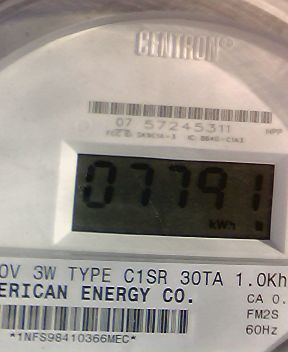 CENTRON®
07 57245311
07791
kWh
0V 3W TYPE C1SR 30TA 1.0Kh
ERICAN ENERGY CO.
CA 0.
FM2S
*1NFS98410366MEC*
60Hz